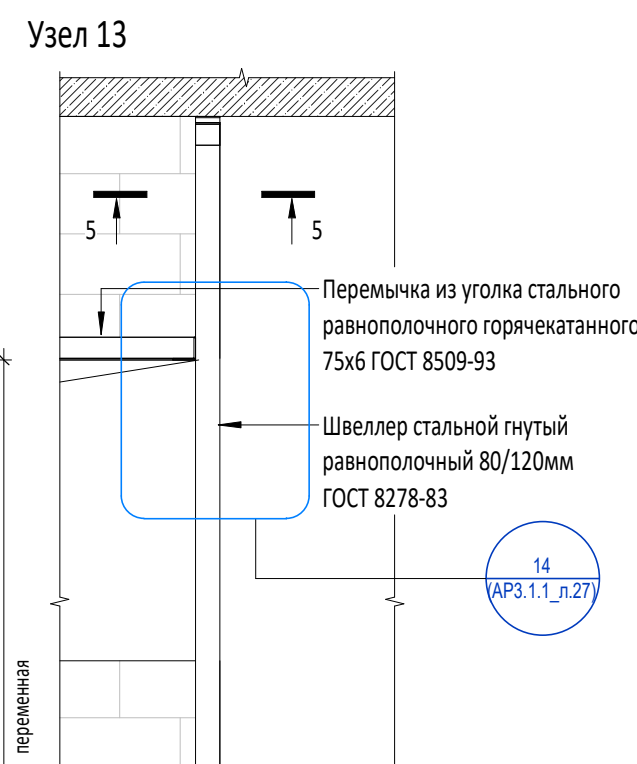 Узел 13
5
5
Перемычка из уголка стального
равнополочного горячекатанного
75х6 ГОСТ 8509-93
Швеллер стальной гнутый
равнополочный 80/120мм
ГОСТ 8278-83
14
(АР3.1.1_л.27)
переменная